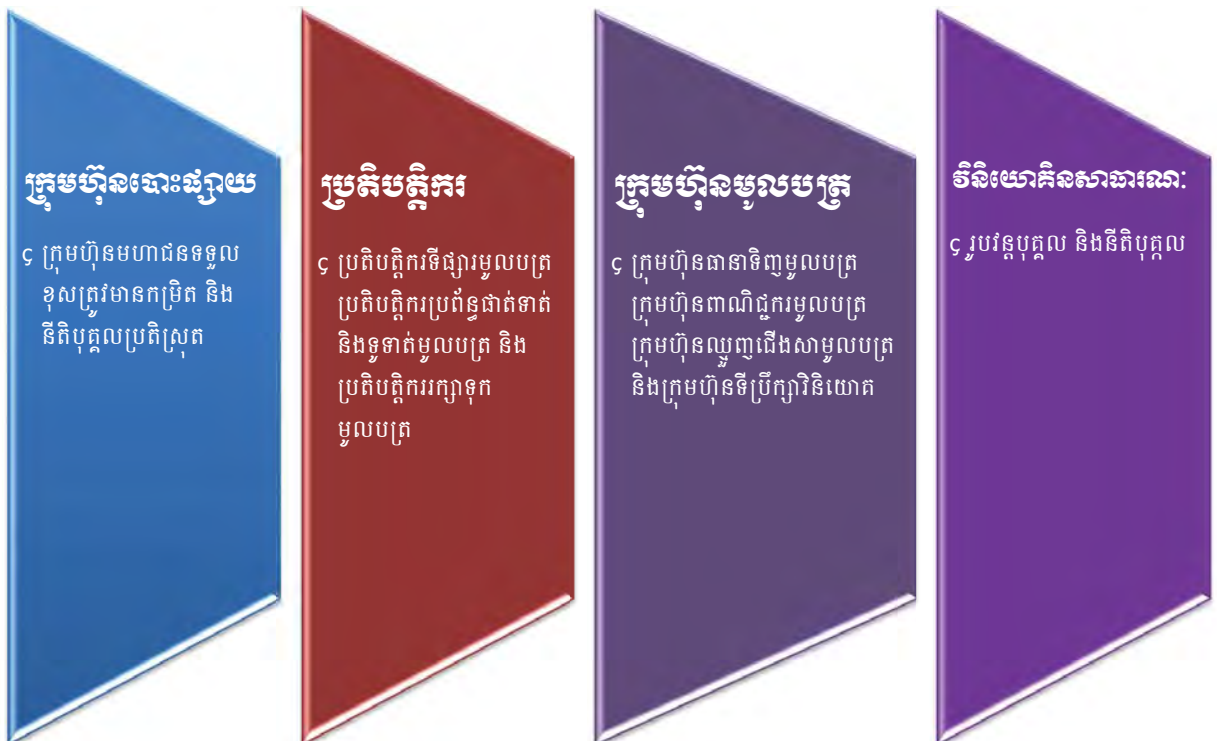 ក្រុមហ៊ុនបោះផ្សាយ
ç ក្រុមហ៊ុនមហាជនទទួល
ខុសត្រូវមានកម្រិត និង
នីតិបុគ្គលប្រតិស្រុត
ប្រតិបត្តិករ
ç ប្រតិបត្តិករទីផ្សារមូលបត្រ
ប្រតិបត្តិករប្រព័ន្ធផាត់ទាត់
និងទូទាត់មូលបត្រ និង
ប្រតិបត្តិកររក្សាទុក
មូលបត្រ
ក្រុមហ៊ុនមូលបត្រ
ç ក្រុមហ៊ុនធានាទិញមូលបត្រ
ក្រុមហ៊ុនពាណិជ្ជករមូលបត្រ
ក្រុមហ៊ុនឈ្មួញជើងសាមូលបត្រ
និងក្រុមហ៊ុនទីប្រឹក្សាវិនិយោគ
វិនិយោគិនសាធារណៈ
ç រូបវន្តបុគ្គល និងនីតិបុគ្គល